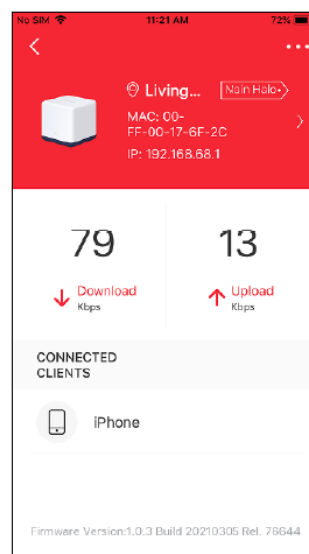 No SIM 11:21 AM 72%
Living... Nain Halo
MAC: 00-
FF-00-17-6F-2C
IP: 192.168.68.1
79 13
Download Upload
Kbps Kbps
CONNECTED
CLIENTS
iPhone
Firmware Version:1.0.3 Build 20210305 Rel. 76644